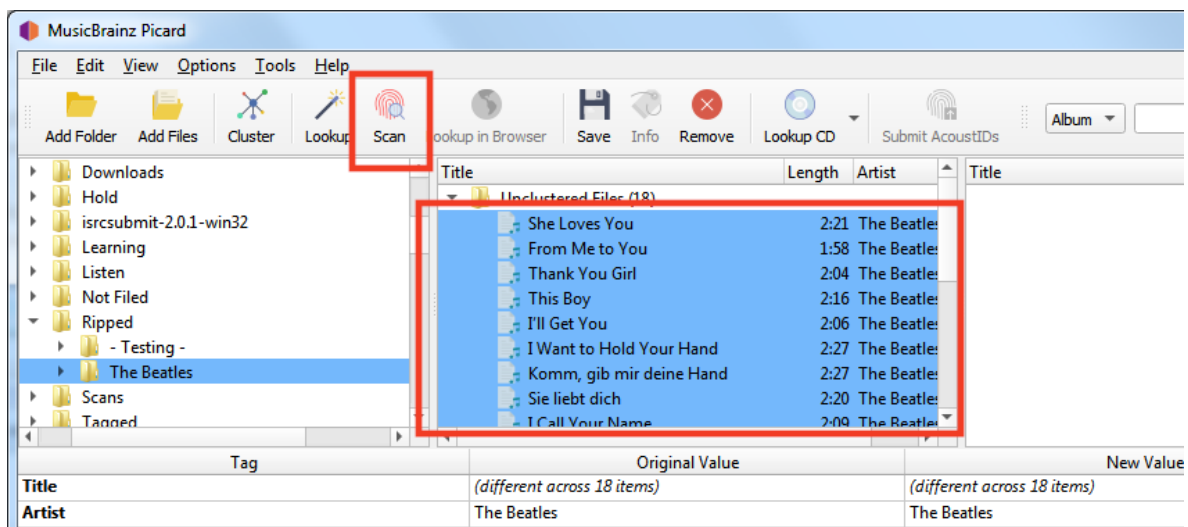 MusicBrainz Picard
File Edit View Options Tools Help
Add Folder Add Files Cluster Lookup Scan ookup in Browser Save Info Remove Lookup CD Submit AcoustIDs Album
Downloads
Hold
isrcsubmit-2.0.1-win32
Learning
Listen
Not Filed
Ripped
- Testing -
The Beatles
Scans
Tagged
Title Length Artist
Unclustered Files (18)
She Loves You 2:21 The Beatles
From Me to You 1:58 The Beatles
Thank You Girl 2:04 The Beatles
This Boy 2:16 The Beatles
I'll Get You 2:06 The Beatles
I Want to Hold Your Hand 2:27 The Beatles
Komm, gib mir deine Hand 2:27 The Beatles
Sie liebt dich 2:20 The Beatles
I Call Your Name 2:09 The Beatles
Title
Tag Original Value New Value
Title (different across 18 items) (different across 18 items)
Artist The Beatles The Beatles